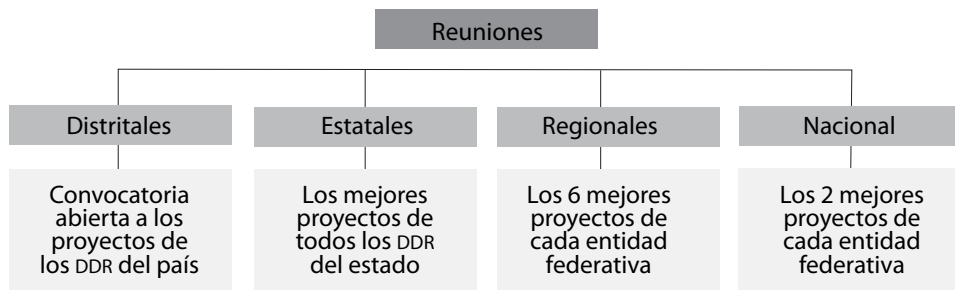 Reuniones
Distritales
Estatales
Regionales
Nacional
Convocatoria
abierta a los
proyectos de
los DDR del país
Los mejores
proyectos de
todos los DDR
del estado
Los 6 mejores
proyectos de
cada entidad
federativa
Los 2 mejores
proyectos de
cada entidad
federativa